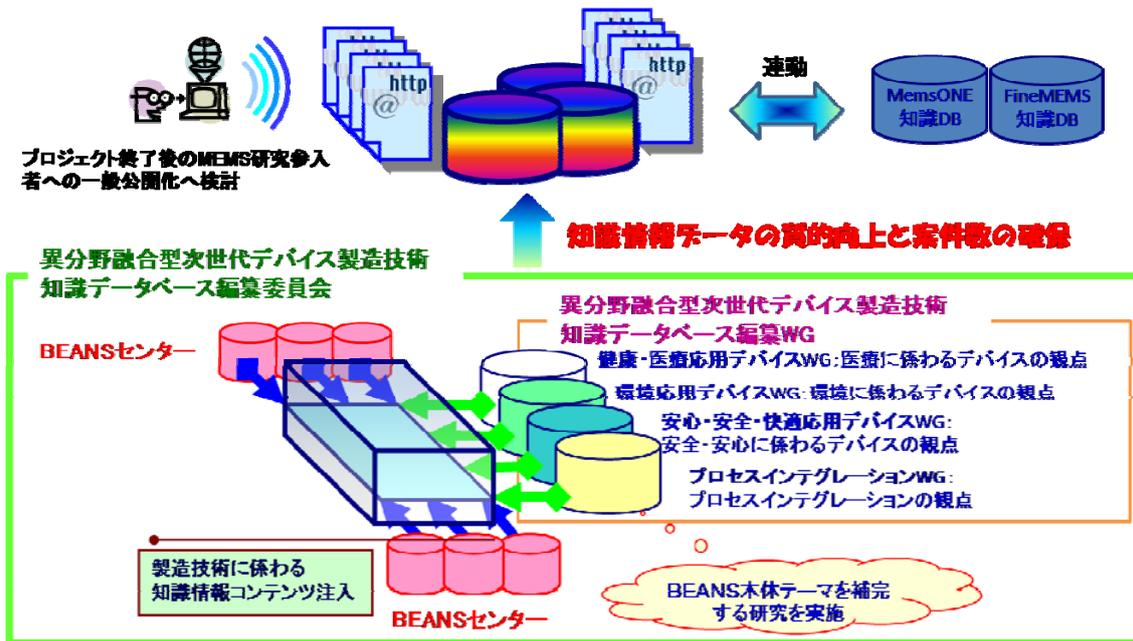 http
@
http
@
連動
MemsONE
知識DB
FineMEMS
知識DB
プロジェクト終了後のMEMS研究参入
者への一般公開化へ検討
知識情報データの質的向上と案件数の確保
異分野融合型次世代デバイス製造技術
知識データベース編纂委員会
異分野融合型次世代デバイス製造技術
知識データベース編纂WG
BEANSセンター
健康・医療応用デバイスWG:医療に係わるデバイスの観点
環境応用デバイスWG:環境に係わるデバイスの観点
安心・安全・快適応用デバイスWG:
安全・安心に係わるデバイスの観点
プロセスインテグレーションWG:
プロセスインテグレーションの観点
製造技術に係わる
知識情報コンテンツ注入
BEANSセンター
BEANS本体テーマを補完
する研究を実施